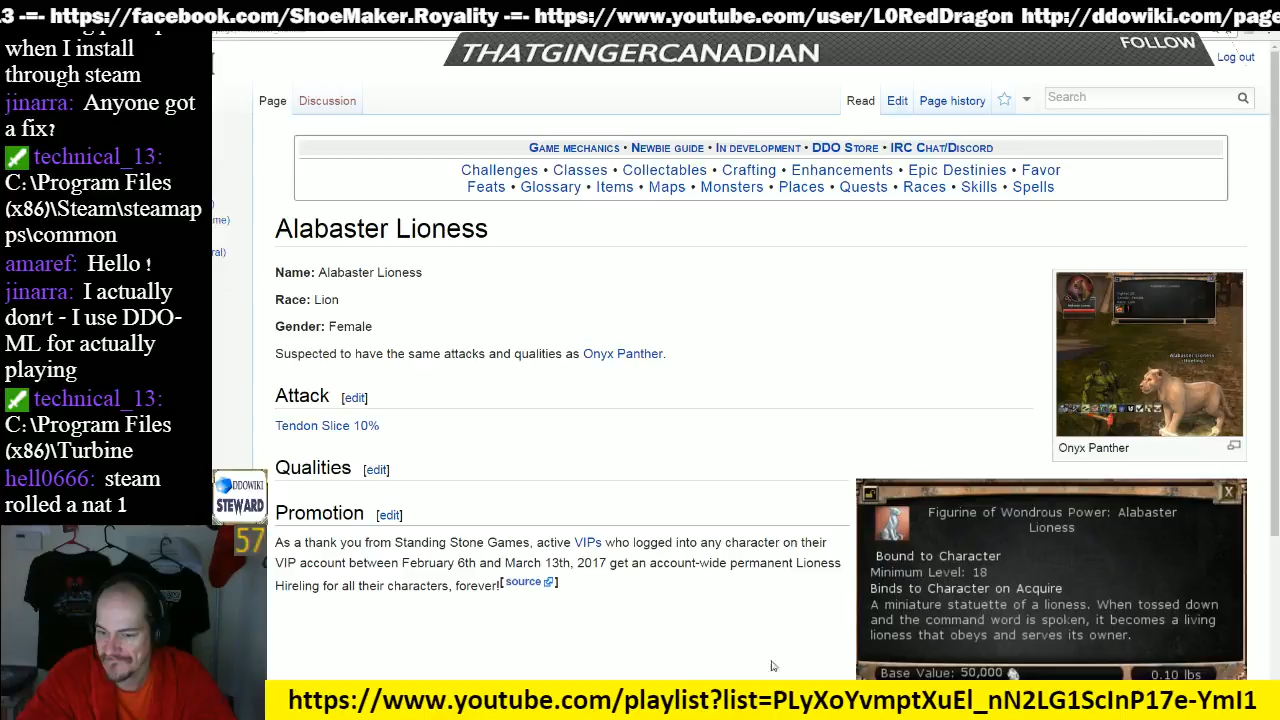 13 -=- https://facebook.com/ShoeMaker.Royality -=- https://www.youtube.com/user/L0RedDragon http://ddowiki.com/page
when I install
through steam
jinarra: Anyone got
a fix?
technical_13:
C:\Program Files
(x86)\Steam\steamap
ps\common
amaref: Hello !
jinarra: I actually
don't - I use DDO-
ML for actually
playing
technical_13:
C:\Program Files
(x86)\Turbine
hell0666: steam
rolled a nat 1
THATGINGERCANADIAN
FOLLOW
Log out
Page Discussion Read Edit Page history Search
Game mechanics • Newbie guide • In development • DDO Store • IRC Chat/Discord
Challenges • Classes • Collectables • Crafting • Enhancements • Epic Destinies • Favor
Feats • Glossary • Items • Maps • Monsters • Places • Quests • Races • Skills • Spells
Alabaster Lioness
Name: Alabaster Lioness
Race: Lion
Gender: Female
Suspected to have the same attacks and qualities as Onyx Panther.
Attack [edit]
Tendon Slice 10%
Qualities [edit]
Promotion [edit]
As a thank you from Standing Stone Games, active VIPs who logged into any character on their
VIP account between February 6th and March 13th, 2017 get an account-wide permanent Lioness
Hireling for all their characters, forever![source]
Alabaster Lioness
Onyx Panther
Figurine of Wondrous Power: Alabaster
Lioness
Bound to Character
Minimum Level: 18
Binds to Character on Acquire
A miniature statuette of a lioness. When tossed down
and the command word is spoken, it becomes a living
lioness that obeys and serves its owner.
Base Value: 50,000
0.10 lbs
DDOWIKI
STEWARD
57
https://www.youtube.com/playlist?list=PLyXoYvmptXuEl_nN2LG1ScInP17e-YmI1